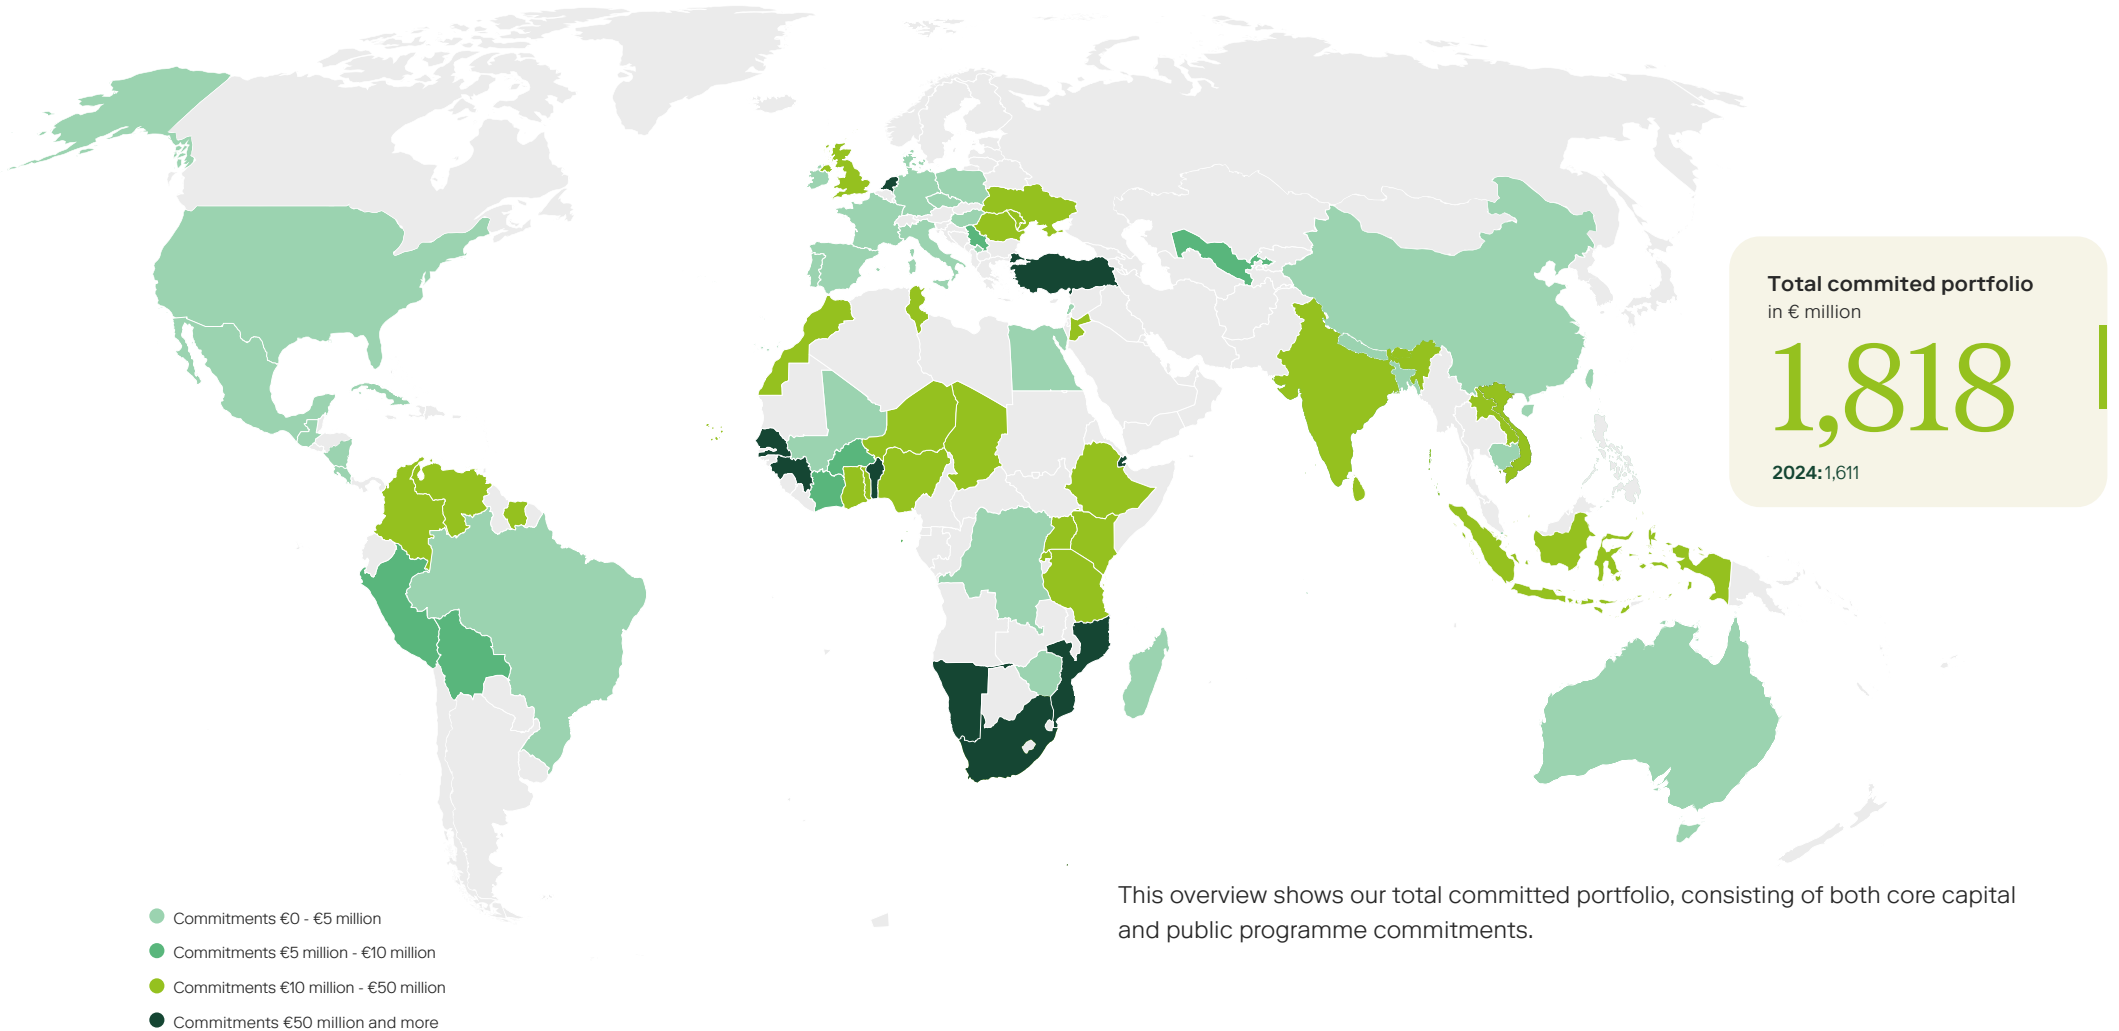 Total commited portfolio
in € million
1,818
2024: 1,611
This overview shows our total committed portfolio, consisting of both core capital
and public programme commitments.
Commitments €0 - €5 million
Commitments €5 million - €10 million
Commitments €10 million - €50 million
Commitments €50 million and more